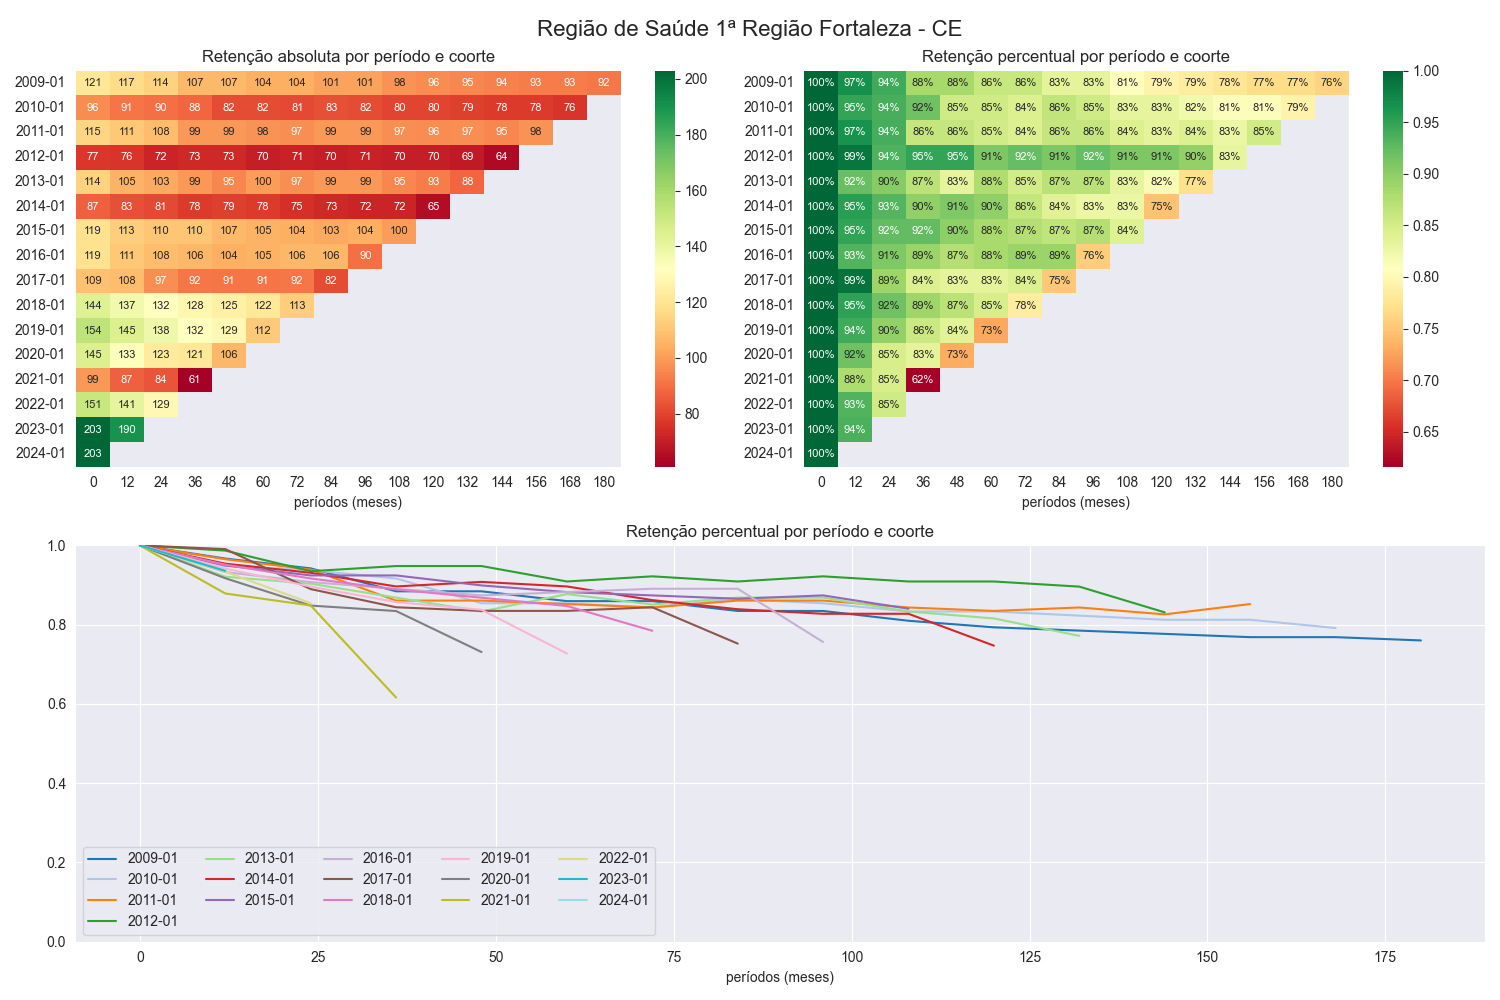 Região de Saúde 1ª Região Fortaleza - CE
Retenção absoluta por período e coorte
2009-01 121 117 114 107 107 104 104 101 101 98 96 95 94 93 93 92
2010-01 96 91 90 88 82 82 81 83 82 80 80 79 78 78 76
2011-01 115 111 108 99 99 98 97 99 99 97 96 97 95 98
2012-01 77 76 72 73 73 70 71 70 71 70 70 69 64
2013-01 114 105 103 99 95 100 97 99 99 95 93 88
2014-01 87 83 81 78 79 78 75 73 72 72 65
2015-01 119 113 110 110 107 105 104 103 104 100
2016-01 119 111 108 106 104 105 106 106 90
2017-01 109 108 97 92 91 91 92 82
2018-01 144 137 132 128 125 122 113
2019-01 154 145 138 132 129 112
2020-01 145 133 123 121 106
2021-01 99 87 84 61
2022-01 151 141 129
2023-01 203 190
2024-01 203
0 12 24 36 48 60 72 84 96 108 120 132 144 156 168 180
períodos (meses)
200
180
160
140
120
100
80
Retenção percentual por período e coorte
2009-01 100% 97% 94% 88% 88% 86% 86% 83% 83% 81% 79% 79% 78% 77% 77% 76%
2010-01 100% 95% 94% 92% 85% 85% 84% 86% 85% 83% 83% 82% 81% 81% 79%
2011-01 100% 97% 94% 86% 86% 85% 84% 86% 86% 84% 83% 84% 83% 85%
2012-01 100% 99% 94% 95% 95% 91% 92% 91% 92% 91% 91% 90% 83%
2013-01 100% 92% 90% 87% 83% 88% 85% 87% 87% 83% 82% 77%
2014-01 100% 95% 93% 90% 91% 90% 86% 84% 83% 83% 75%
2015-01 100% 95% 92% 92% 90% 88% 87% 87% 87% 84%
2016-01 100% 93% 91% 89% 87% 88% 89% 89% 76%
2017-01 100% 99% 89% 84% 83% 83% 84% 75%
2018-01 100% 95% 92% 89% 87% 85% 78%
2019-01 100% 94% 90% 86% 84% 73%
2020-01 100% 92% 85% 83% 73%
2021-01 100% 88% 85% 62%
2022-01 100% 93% 85%
2023-01 100% 94%
2024-01 100%
0 12 24 36 48 60 72 84 96 108 120 132 144 156 168 180
períodos (meses)
1.00
0.95
0.90
0.85
0.80
0.75
0.70
0.65
Retenção percentual por período e coorte
1.0
0.8
0.6
0.4
0.2
0.0
2009-01 2013-01 2016-01 2019-01 2022-01
2010-01 2014-01 2017-01 2020-01 2023-01
2011-01 2015-01 2018-01 2021-01 2024-01
2012-01
0 25 50 75 100 125 150 175
períodos (meses)